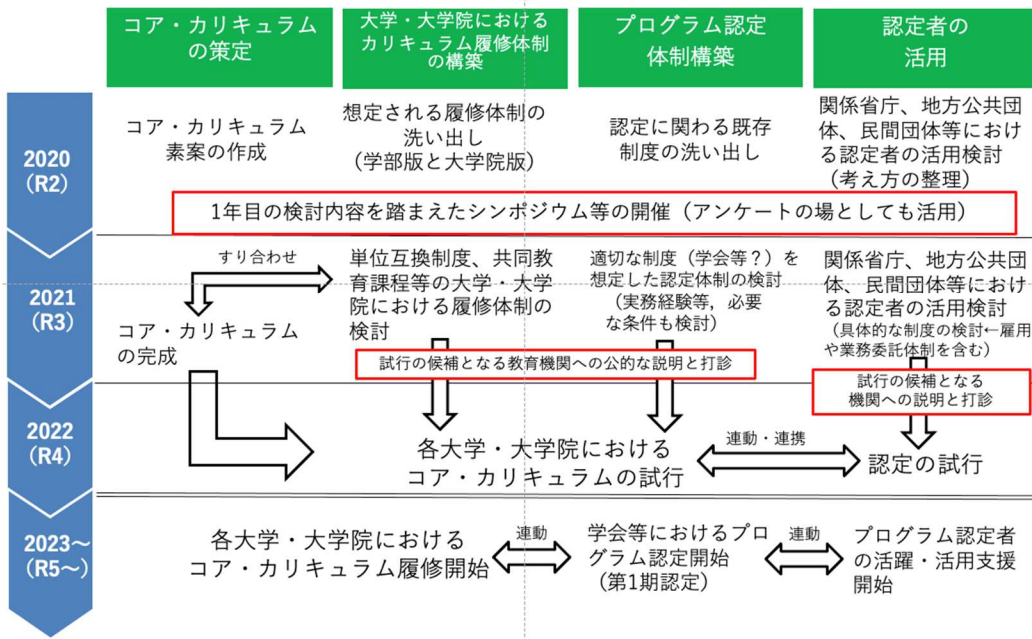 コア・カリキュラム
の策定
大学・大学院における
カリキュラム履修体制
の構築
プログラム認定
体制構築
認定者の
活用
2020
(R2)
コア・カリキュラム
素案の作成
想定される履修体制の
洗い出し
(学部版と大学院版)
認定に関わる既存
制度の洗い出し
関係省庁、地方公共団
体、民間団体等におけ
る認定者の活用検討
(考え方の整理)
1年目の検討内容を踏まえたシンポジウム等の開催（アンケートの場としても活用）
2021
(R3)
すり合わせ
コア・カリキュラム
の完成
単位互換制度、共同教
育課程等の大学・大学
院における履修体制の
検討
適切な制度（学会等？）を
想定した認定体制の検討
（実務経験等，必要
な条件も検討）
関係省庁、地方公共団
体、民間団体等におけ
る認定者の活用検討
（具体的な制度の検討←雇用
や業務委託体制を含む）
試行の候補となる教育機関への公的な説明と打診
試行の候補となる
機関への説明と打診
2022
(R4)
各大学・大学院における
コア・カリキュラムの試行
連動・連携
認定の試行
2023～
(R5～)
各大学・大学院における
コア・カリキュラム履修開始
連動
学会等におけるプロ
グラム認定開始
(第1期認定)
連動
プログラム認定者
の活躍・活用支援
開始